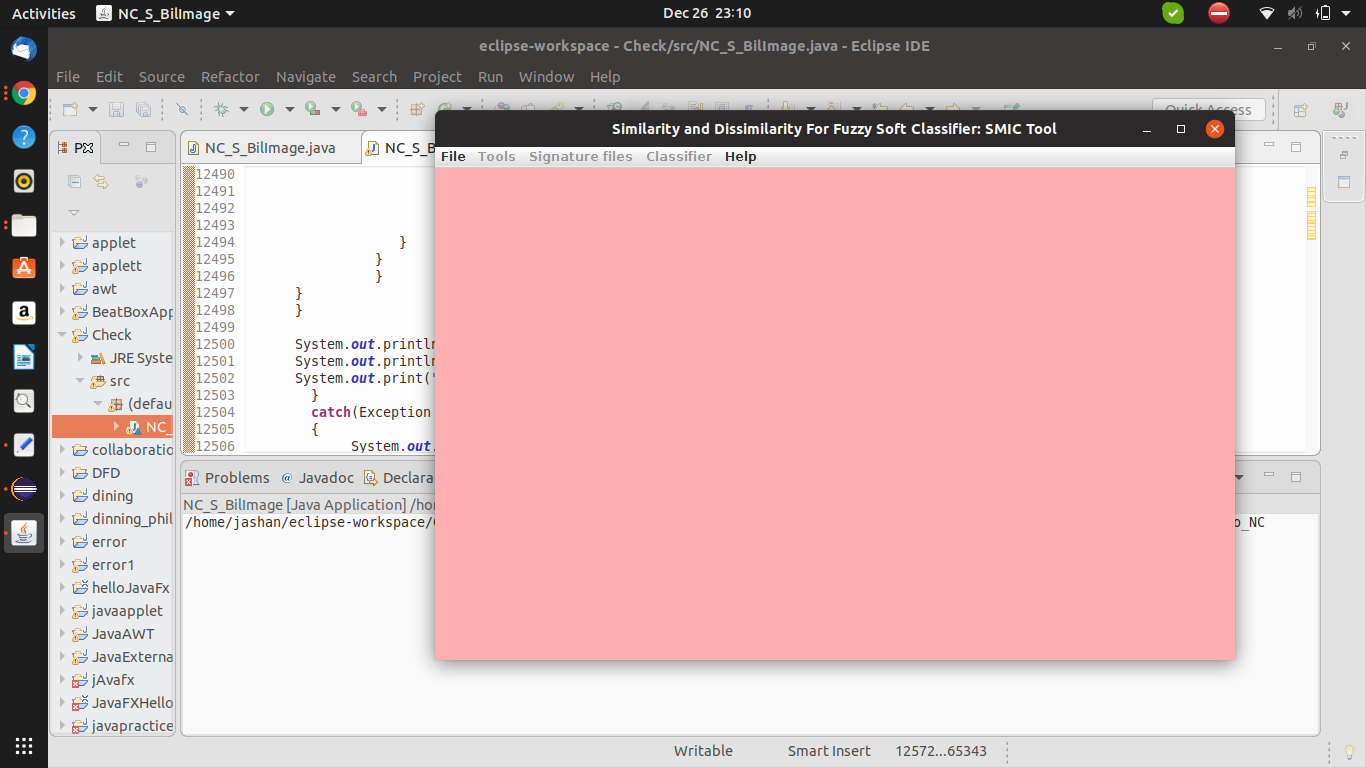 Activities NC_S_BilImage Dec 26 23:10
eclipse-workspace - Check/src/NC_S_BilImage.java - Eclipse IDE
File Edit Source Refactor Navigate Search Project Run Window Help
Quick Access
Similarity and Dissimilarity For Fuzzy Soft Classifier: SMIC Tool
File Tools Signature files Classifier Help
NC_S_BilImage.java NC_S_B
12490
12491
12492
12493
12494 }
12495 }
12496 }
12497 }
12498 }
12499
12500 System.out.println
12501 System.out.println
12502 System.out.print("
12503 }
12504 catch(Exception
12505 {
12506 System.out.
applet
applett
awt
BeatBoxApp
Check
JRE Syste
src
(defau
NC_
collaboratio
DFD
dining
dinning_phil
error
error1
helloJavaFx
javaapplet
JavaAWT
JavaExterna
jAvafx
JavaFXHello
javapractice
Problems @ Javadoc Declara
NC_S_BilImage [Java Application] /hom
/home/jashan/eclipse-workspace/ o_NC
Writable Smart Insert 12572...65343